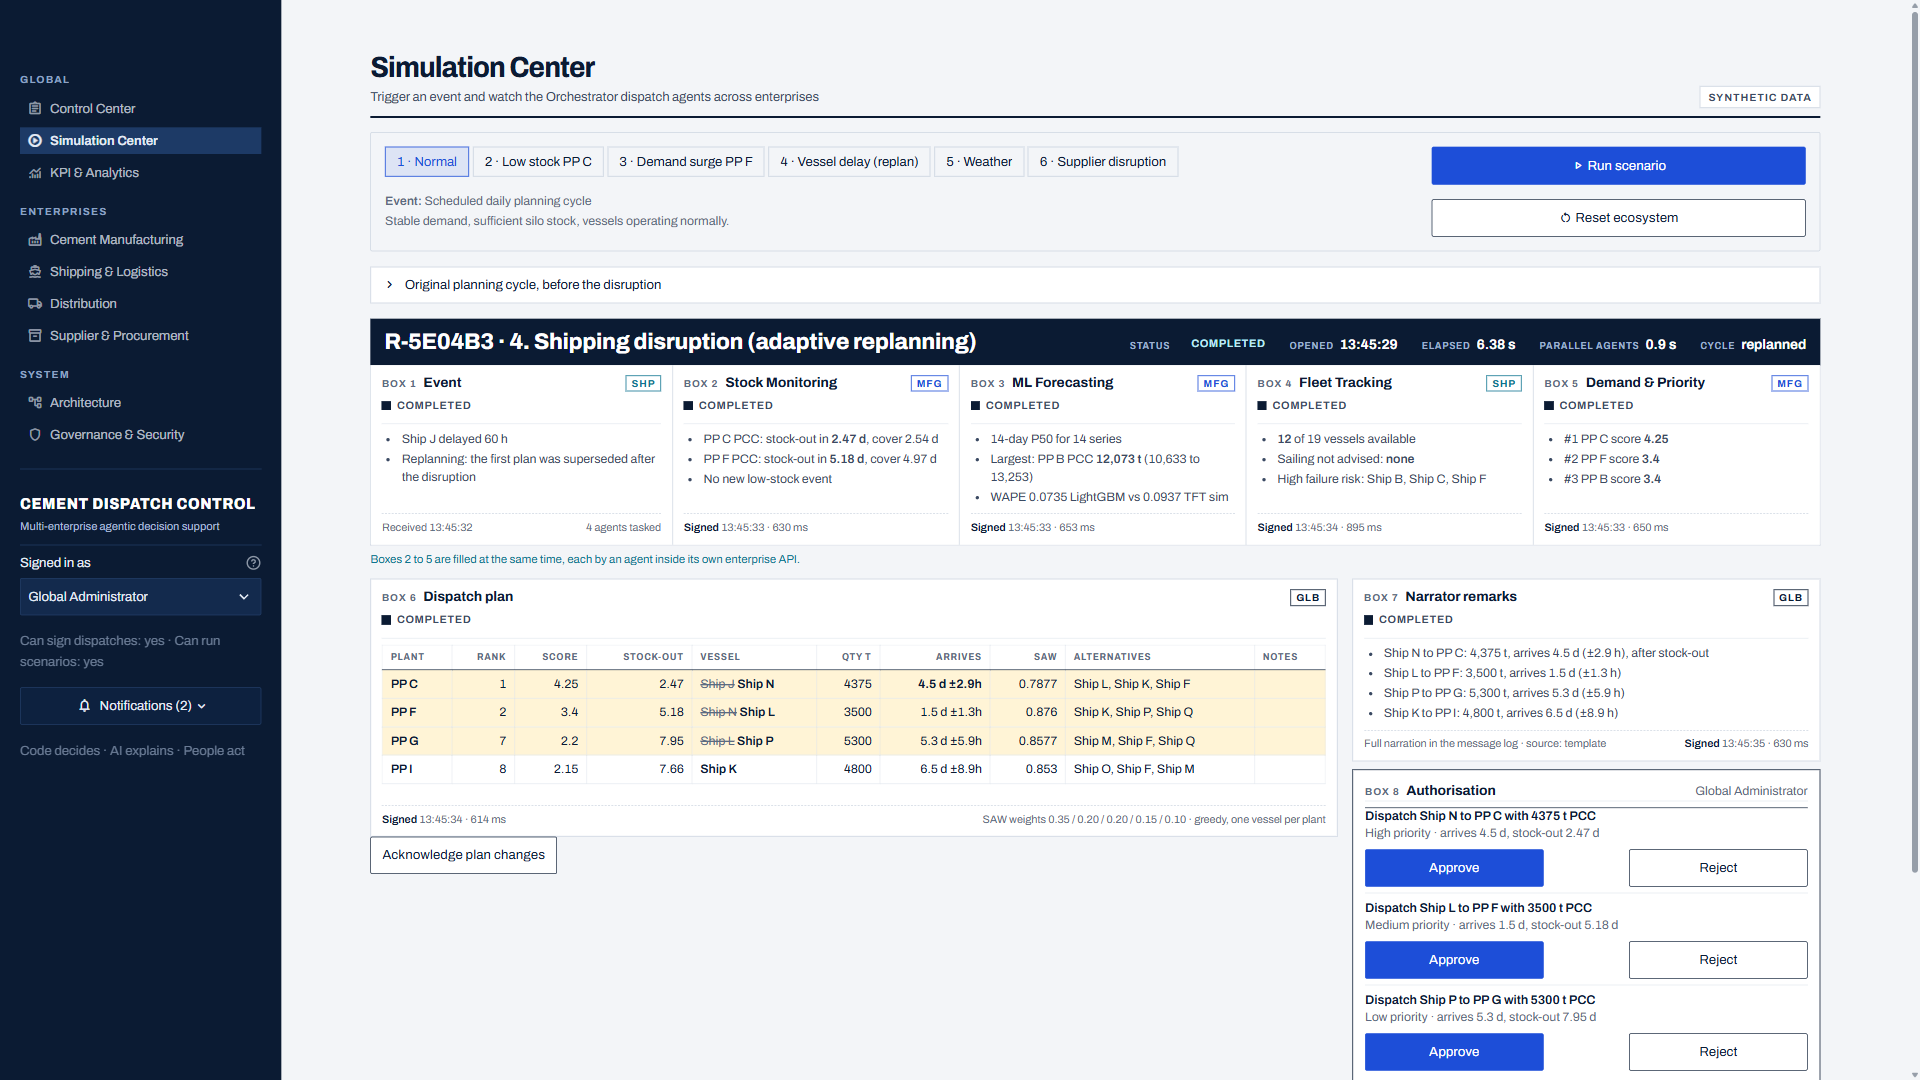 GLOBAL
Control Center
Simulation Center
KPI & Analytics
ENTERPRISES
Cement Manufacturing
Shipping & Logistics
Distribution
Supplier & Procurement
SYSTEM
Architecture
Governance & Security
CEMENT DISPATCH CONTROL
Multi-enterprise agentic decision support
Signed in as
Global Administrator
Can sign dispatches: yes · Can run
scenarios: yes
Notifications (2)
Code decides · AI explains · People act
Simulation Center
Trigger an event and watch the Orchestrator dispatch agents across enterprises
SYNTHETIC DATA
1 · Normal
2 · Low stock PP C
3 · Demand surge PP F
4 · Vessel delay (replan)
5 · Weather
6 · Supplier disruption
Event: Scheduled daily planning cycle
Stable demand, sufficient silo stock, vessels operating normally.
Run scenario
Reset ecosystem
Original planning cycle, before the disruption
R-5E04B3 · 4. Shipping disruption (adaptive replanning)
STATUS COMPLETED OPENED 13:45:29 ELAPSED 6.38 s PARALLEL AGENTS 0.9 s CYCLE replanned
BOX 1 Event SHP
COMPLETED
• Ship J delayed 60 h
• Replanning: the first plan was superseded after
the disruption
Received 13:45:32 4 agents tasked
BOX 2 Stock Monitoring MFG
COMPLETED
• PP C PCC: stock-out in 2.47 d, cover 2.54 d
• PP F PCC: stock-out in 5.18 d, cover 4.97 d
• No new low-stock event
Signed 13:45:33 · 630 ms
BOX 3 ML Forecasting MFG
COMPLETED
• 14-day P50 for 14 series
• Largest: PP B PCC 12,073 t (10,633 to
13,253)
• WAPE 0.0735 LightGBM vs 0.0937 TFT sim
Signed 13:45:33 · 653 ms
BOX 4 Fleet Tracking SHP
COMPLETED
• 12 of 19 vessels available
• Sailing not advised: none
• High failure risk: Ship B, Ship C, Ship F
Signed 13:45:34 · 895 ms
BOX 5 Demand & Priority MFG
COMPLETED
• #1 PP C score 4.25
• #2 PP F score 3.4
• #3 PP B score 3.4
Signed 13:45:33 · 650 ms
Boxes 2 to 5 are filled at the same time, each by an agent inside its own enterprise API.
BOX 6 Dispatch plan GLB
COMPLETED
PLANT RANK SCORE STOCK-OUT VESSEL QTY T ARRIVES SAW ALTERNATIVES NOTES
PP C 1 4.25 2.47 Ship J Ship N 4375 4.5 d ±2.9h 0.7877 Ship L, Ship K, Ship F
PP F 2 3.4 5.18 Ship N Ship L 3500 1.5 d ±1.3h 0.876 Ship K, Ship P, Ship Q
PP G 7 2.2 7.95 Ship L Ship P 5300 5.3 d ±5.9h 0.8577 Ship M, Ship F, Ship Q
PP I 8 2.15 7.66 Ship K 4800 6.5 d ±8.9h 0.853 Ship O, Ship F, Ship M
Signed 13:45:34 · 614 ms SAW weights 0.35 / 0.20 / 0.20 / 0.15 / 0.10 · greedy, one vessel per plant
Acknowledge plan changes
BOX 7 Narrator remarks GLB
COMPLETED
• Ship N to PP C: 4,375 t, arrives 4.5 d (±2.9 h), after stock-out
• Ship L to PP F: 3,500 t, arrives 1.5 d (±1.3 h)
• Ship P to PP G: 5,300 t, arrives 5.3 d (±5.9 h)
• Ship K to PP I: 4,800 t, arrives 6.5 d (±8.9 h)
Full narration in the message log · source: template Signed 13:45:35 · 630 ms
BOX 8 Authorisation Global Administrator
Dispatch Ship N to PP C with 4375 t PCC
High priority · arrives 4.5 d, stock-out 2.47 d
Approve Reject
Dispatch Ship L to PP F with 3500 t PCC
Medium priority · arrives 1.5 d, stock-out 5.18 d
Approve Reject
Dispatch Ship P to PP G with 5300 t PCC
Low priority · arrives 5.3 d, stock-out 7.95 d
Approve Reject